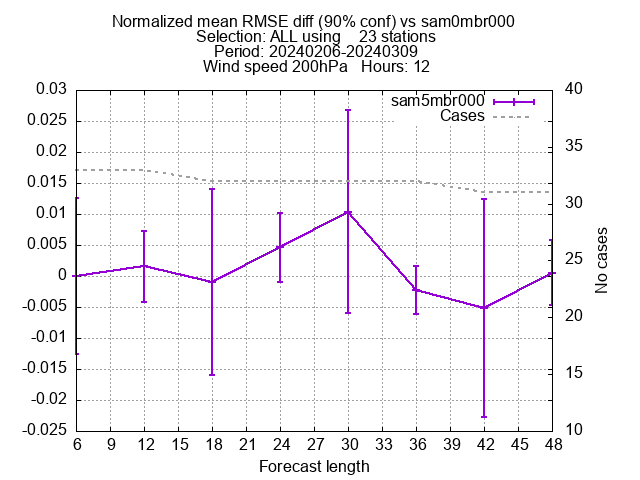 Normalized mean RMSE diff (90% conf) vs sam0mbr000
Selection: ALL using    23 stations
Period: 20240206-20240309
Wind speed 200hPa   Hours: 12
sam5mbr000
Cases
0.03
0.025
0.02
0.015
0.01
0.005
0
-0.005
-0.01
-0.015
-0.02
-0.025
40
35
30
25
20
15
10
No cases
6 9 12 15 18 21 24 27 30 33 36 39 42 45 48
Forecast length